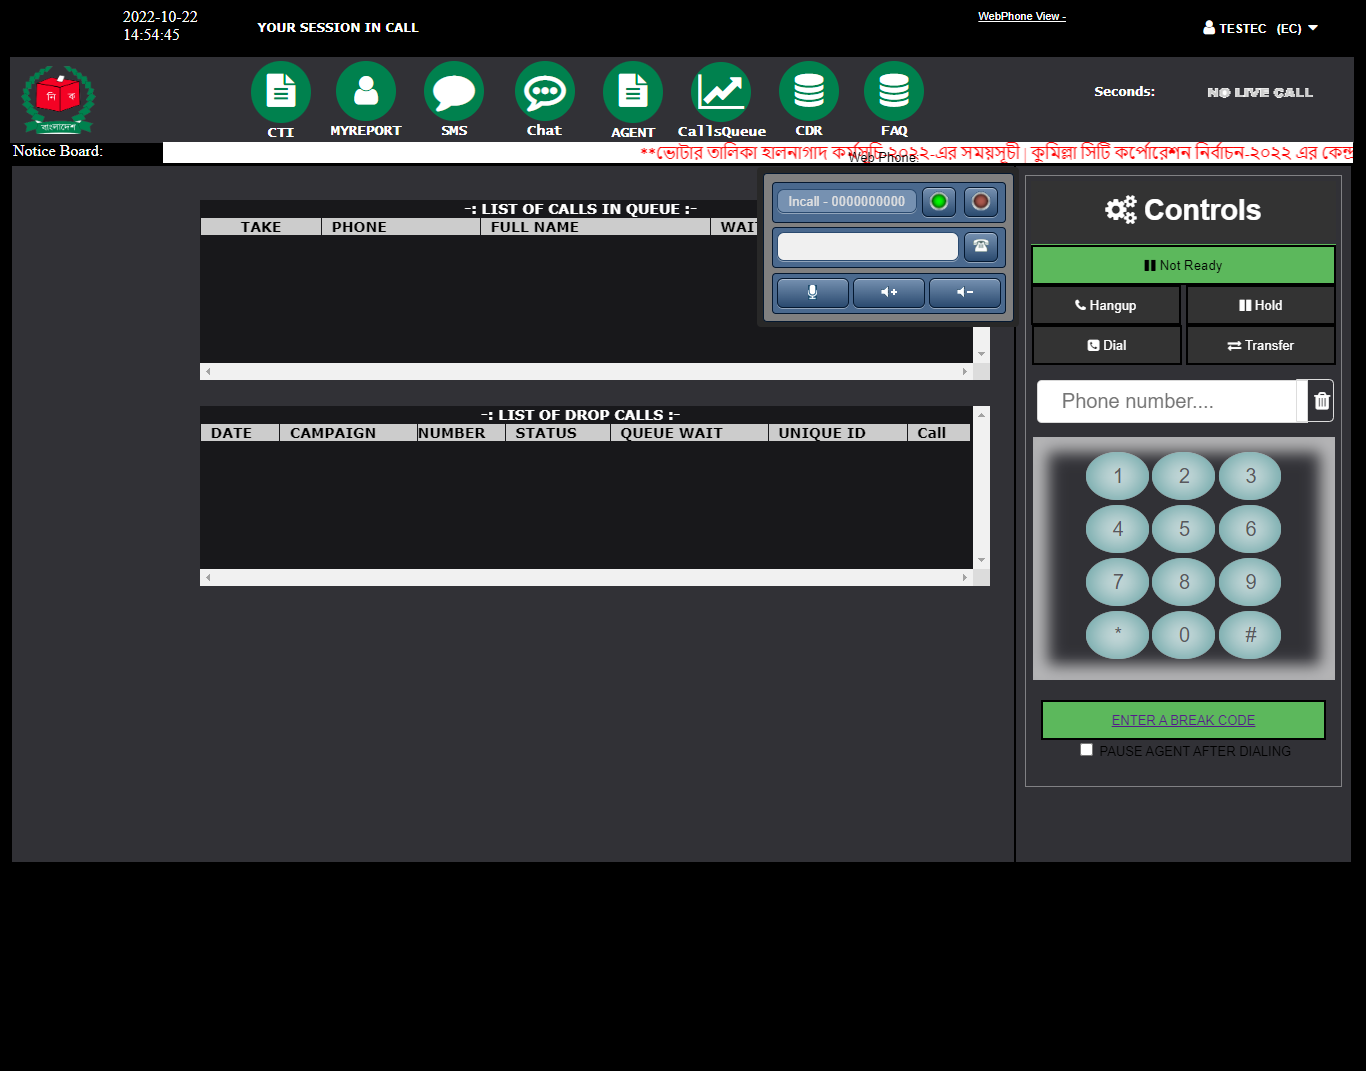 2022-10-22
14:54:45
YOUR SESSION IN CALL
WebPhone View -
TESTEC (EC)
নি ক
বাংলাদেশ
CTI
MYREPORT
SMS
Chat
AGENT
CallsQueue
CDR
FAQ
Seconds:
NO LIVE CALL
Notice Board:
**ভোটার তালিকা হালনাগাদ কর্মসূচি ২০২২-এর সময়সূচী। কুমিল্লা সিটি কর্পোরেশন নির্বাচন-২০২২ এর কেন্দ্র
Web Phone:
-: LIST OF CALLS IN QUEUE :-
TAKE PHONE FULL NAME WAIT
Incall - 0000000000
Controls
Not Ready
Hangup Hold
Dial Transfer
Phone number....
-: LIST OF DROP CALLS :-
DATE CAMPAIGN NUMBER STATUS QUEUE WAIT UNIQUE ID Call
1 2 3
4 5 6
7 8 9
* 0 #
ENTER A BREAK CODE
PAUSE AGENT AFTER DIALING